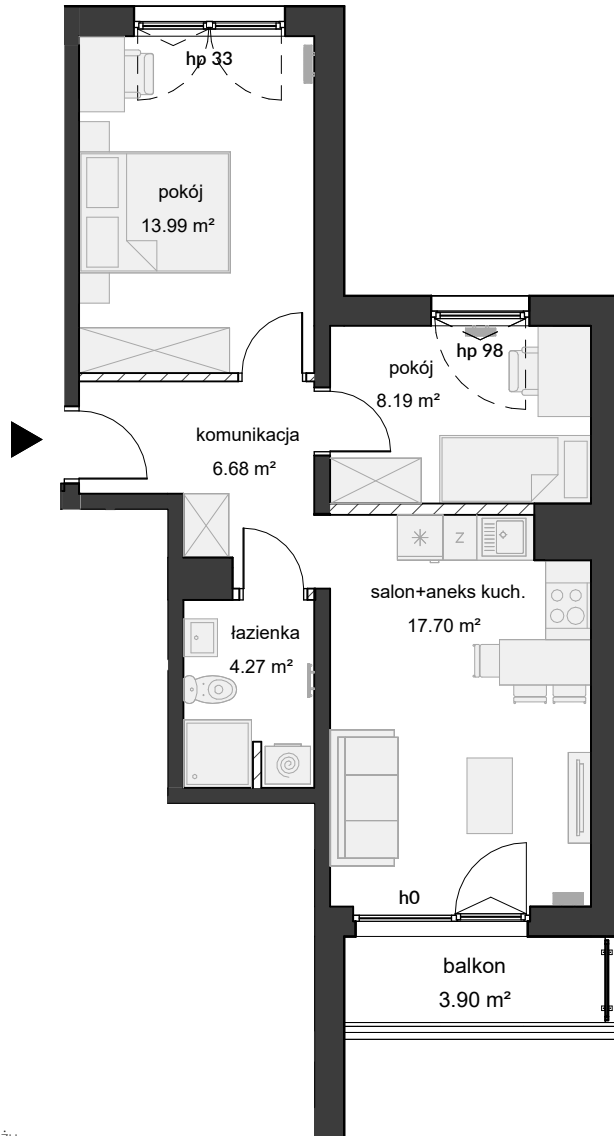 hp 33
pokój
13.99 m²
hp 98
pokój
8.19 m²
komunikacja
6.68 m²
Z
salon+aneks kuch.
17.70 m²
łazienka
4.27 m²
h0
balkon
3.90 m²